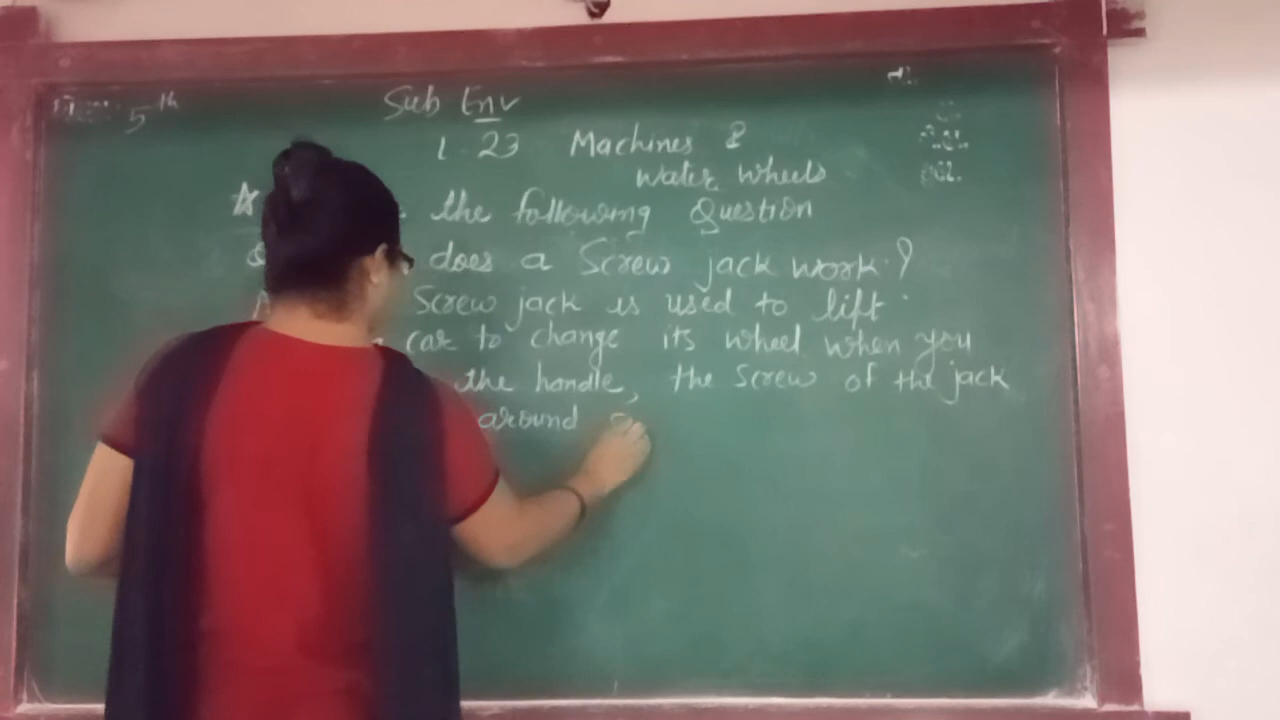 5th
Sub Env
L-23 Machines &
Water Wheels
the following Question
does a Screw jack work?
Screw jack is used to lift
car to change its wheel when you
the handle, the Screw of the jack
around